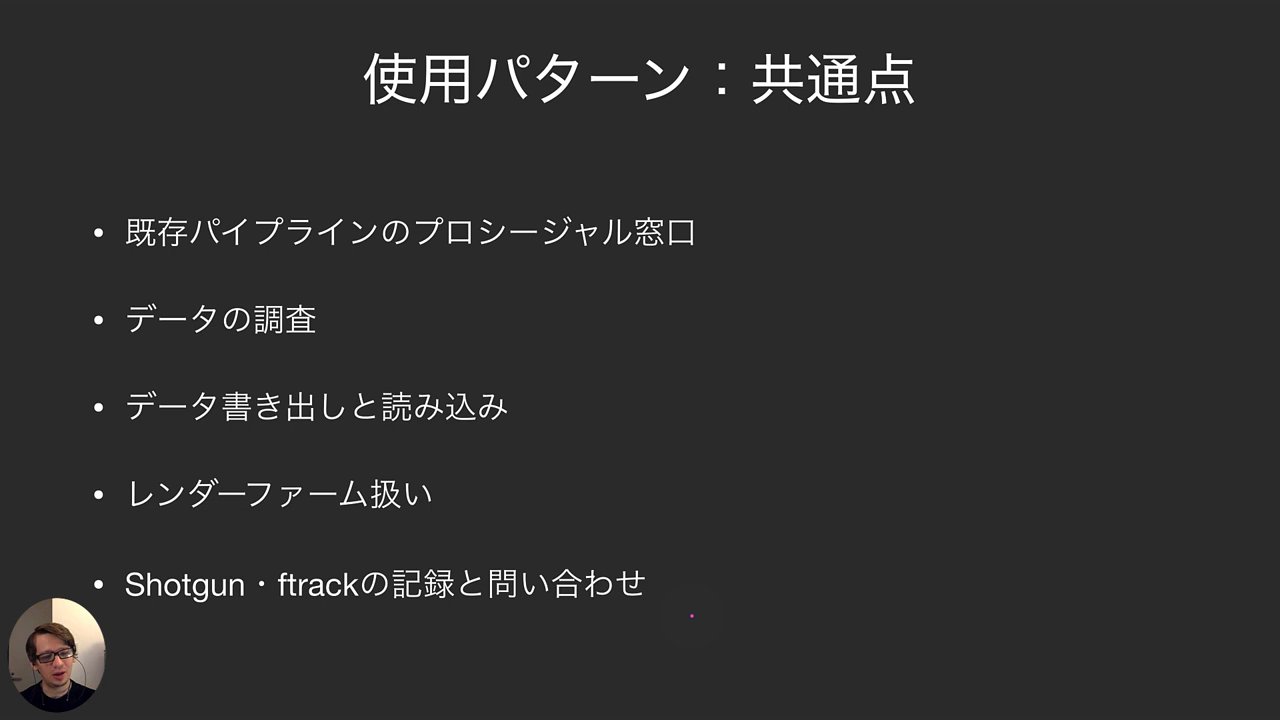 使用パターン：共通点
• 既存パイプラインのプロシージャル窓口
• データの調査
• データ書き出しと読み込み
• レンダーファーム扱い
• Shotgun・ftrackの記録と問い合わせ